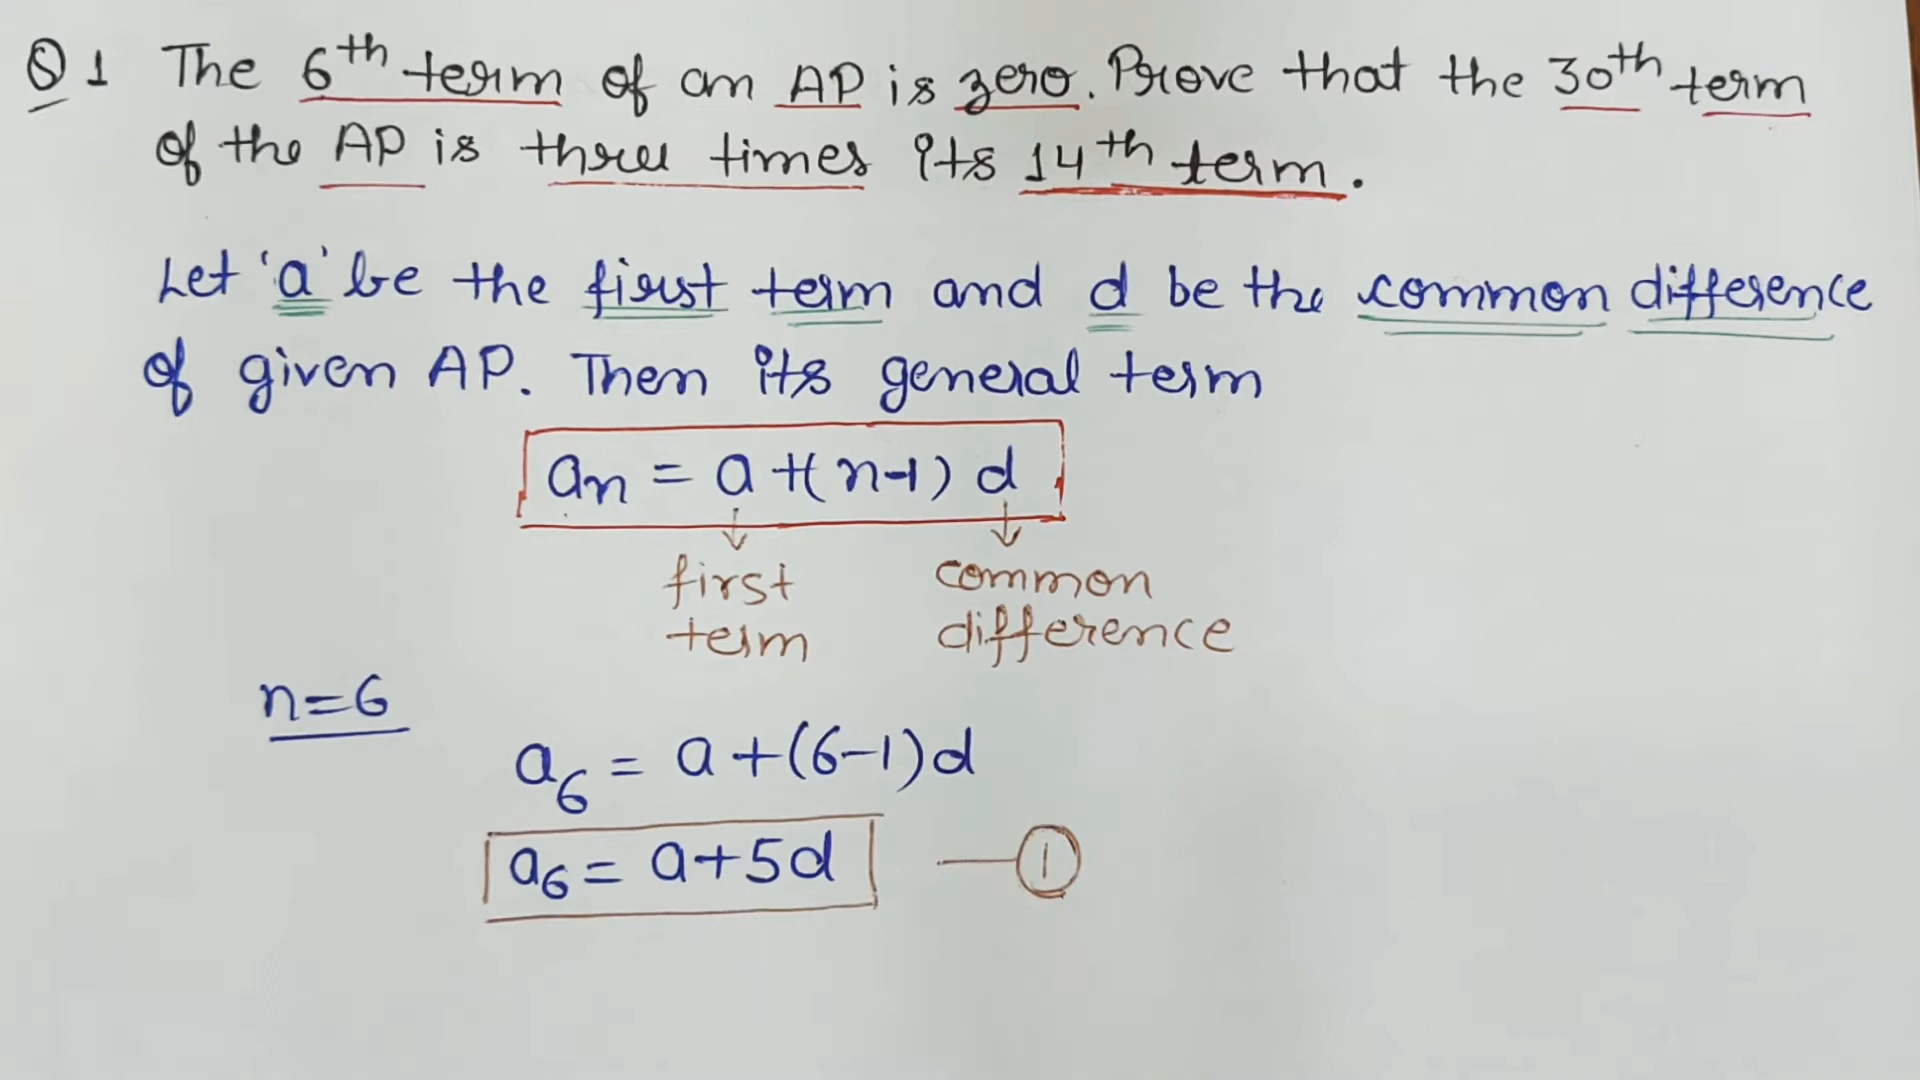 Q1 The 6th term of an AP is zero. Prove that the 30th term
of the AP is three times its 14th term.
Let 'a' be the first term and d be the common difference
of given AP. Then its general term
an = a+(n-1) d
first common
term difference
n=6
a6 = a+(6-1)d
a6 = a+5d —①